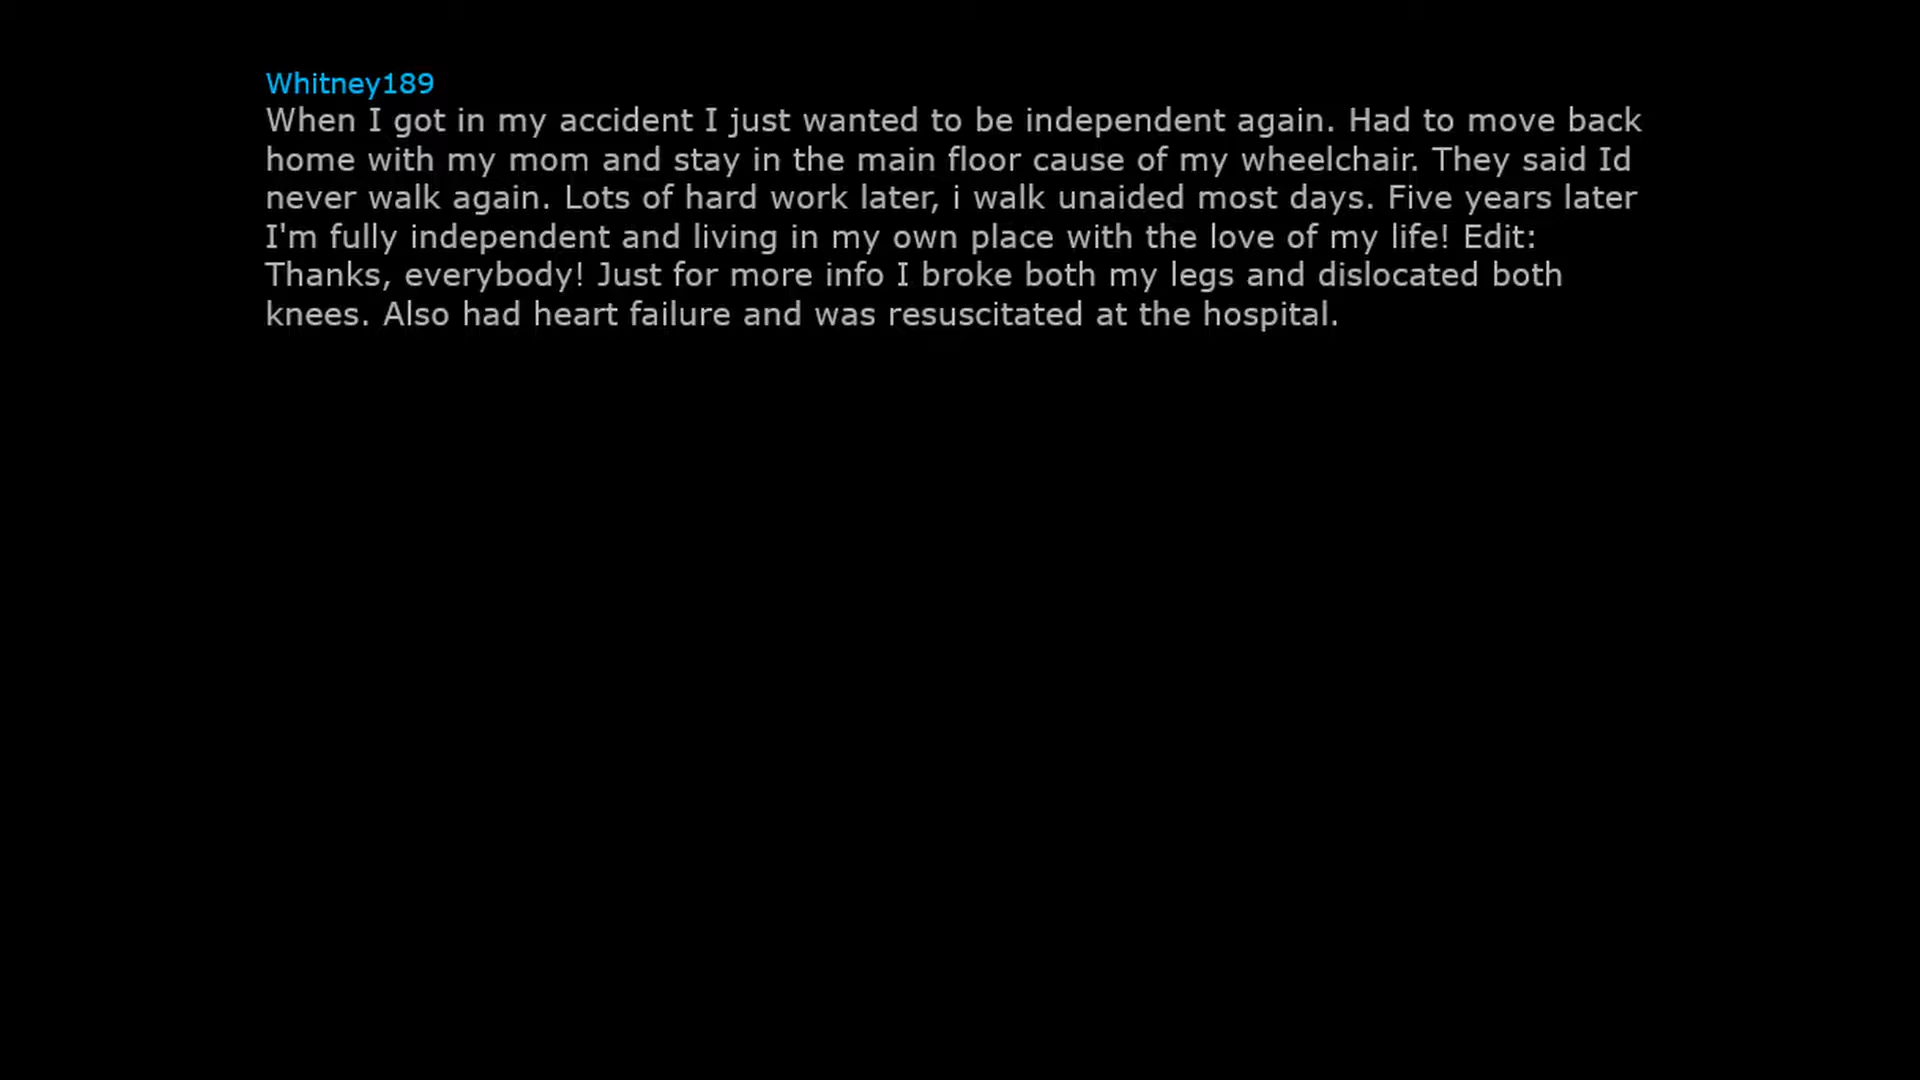 Whitney189
When I got in my accident I just wanted to be independent again. Had to move back
home with my mom and stay in the main floor cause of my wheelchair. They said Id
never walk again. Lots of hard work later, i walk unaided most days. Five years later
I'm fully independent and living in my own place with the love of my life! Edit:
Thanks, everybody! Just for more info I broke both my legs and dislocated both
knees. Also had heart failure and was resuscitated at the hospital.